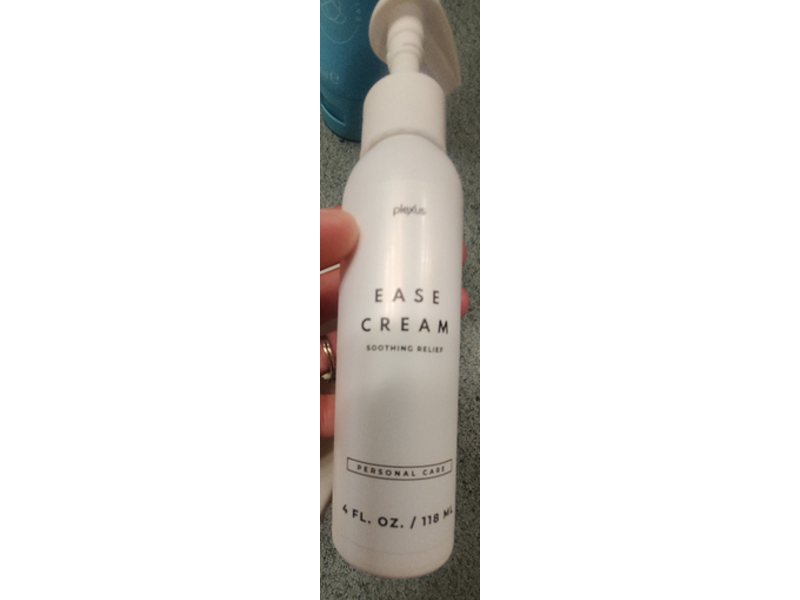 plexus
EASE
CREAM
SOOTHING RELIEF
PERSONAL CARE
4 FL. OZ. / 118 ML